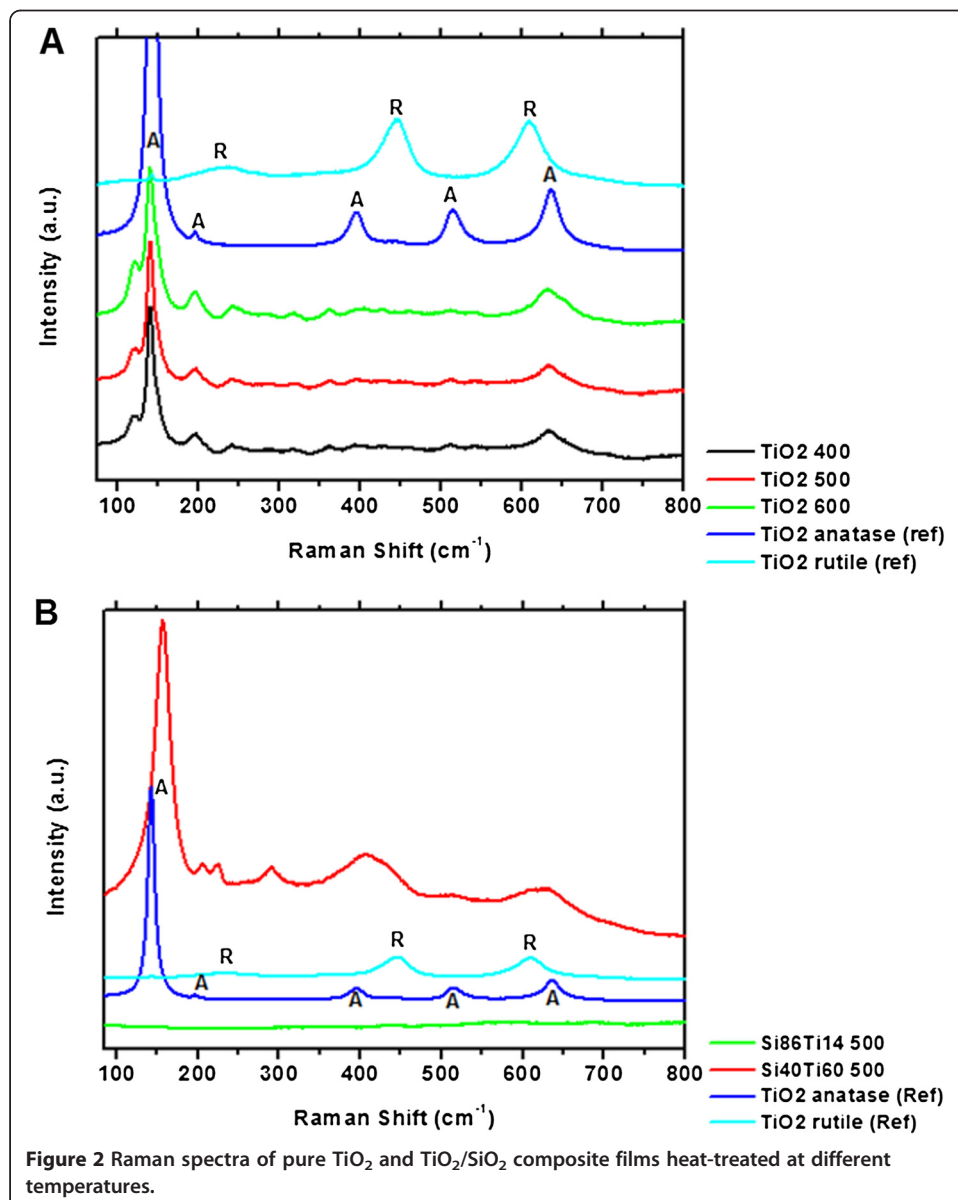 A
R
R
R
A
A
A
A
A
Intensity (a.u.)
100 200 300 400 500 600 700 800
Raman Shift (cm⁻¹)
TiO2 400
TiO2 500
TiO2 600
TiO2 anatase (ref)
TiO2 rutile (ref)
B
A
R
R
R
A
A
A
A
Intensity (a.u.)
100 200 300 400 500 600 700 800
Raman Shift (cm⁻¹)
Si86Ti14 500
Si40Ti60 500
TiO2 anatase (Ref)
TiO2 rutile (Ref)
Figure 2 Raman spectra of pure TiO₂ and TiO₂/SiO₂ composite films heat-treated at different
temperatures.